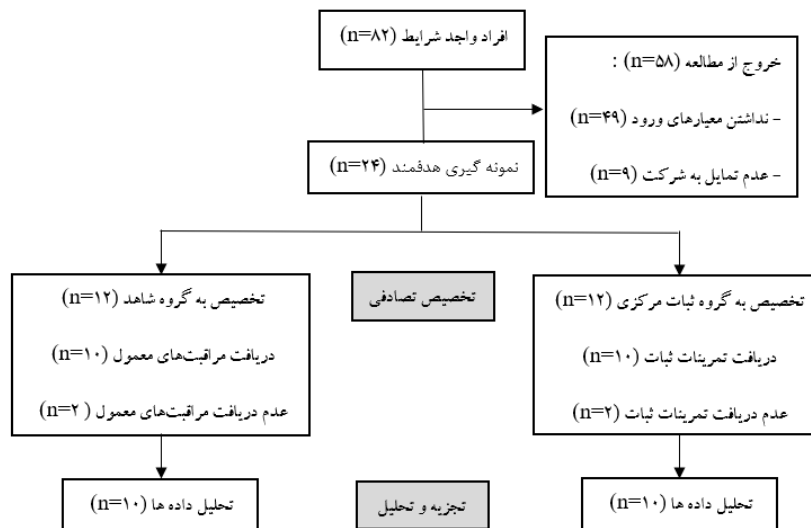 افراد واجد شرایط (n=۸۲)
خروج از مطالعه (n=۵۸) :
- نداشتن معیارهای ورود (n=۴۹)
- عدم تمایل به شرکت (n=۹)
نمونه گیری هدفمند (n=۲۴)
تخصیص تصادفی
تخصیص به گروه ثبات مرکزی (n=۱۲)
دریافت تمرینات ثبات (n=۱۰)
عدم دریافت تمرینات ثبات (n=۲)
تخصیص به گروه شاهد (n=۱۲)
دریافت مراقبت‌های معمول (n=۱۰)
عدم دریافت مراقبت‌های معمول (n=۲ )
تجزیه و تحلیل
تحلیل داده ها (n=۱۰)
تحلیل داده ها (n=۱۰)